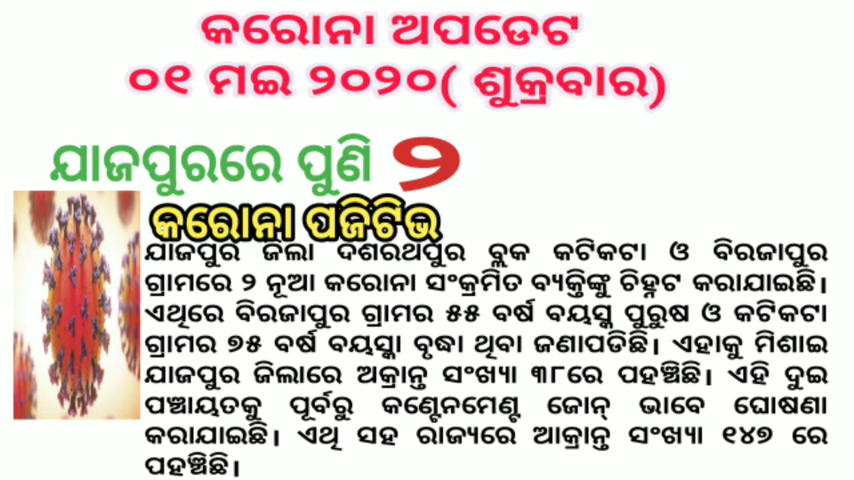 କରୋନା ଅପଡେଟ
୦୧ ମଇ ୨୦୨୦( ଶୁକ୍ରବାର)
ଯାଜପୁରରେ ପୁଣି ୨
କରୋନା ପଜିଟିଭ
ଯାଜପୁର ଜିଲା ଦଶରଥପୁର ବ୍ଲକ କଟିକଟା ଓ ବିରଜାପୁର
ଗ୍ରାମରେ ୨ ନୂଆ କରୋନା ସଂକ୍ରମିତ ବ୍ୟକ୍ତିଙ୍କୁ ଚିହ୍ନଟ କରାଯାଇଛି।
ଏଥିରେ ବିରଜାପୁର ଗ୍ରାମର ୫୫ ବର୍ଷ ବୟସ୍କ ପୁରୁଷ ଓ କଟିକଟା
ଗ୍ରାମର ୭୫ ବର୍ଷ ବୟସ୍କା ବୃଦ୍ଧା ଥିବା ଜଣାପଡିଛି। ଏହାକୁ ମିଶାଇ
ଯାଜପୁର ଜିଲାରେ ଅକ୍ରାନ୍ତ ସଂଖ୍ୟା ୩୮ରେ ପହଞ୍ଚିଛି। ଏହି ଦୁଇ
ପଞ୍ଚାୟତକୁ ପୂର୍ବରୁ କଣ୍ଟେନମେଣ୍ଟ ଜୋନ୍ ଭାବେ ଘୋଷଣା
କରାଯାଇଛି। ଏଥି ସହ ରାଜ୍ୟରେ ଆକ୍ରାନ୍ତ ସଂଖ୍ୟା ୧୪୭ ରେ
ପହଞ୍ଚିଛି।